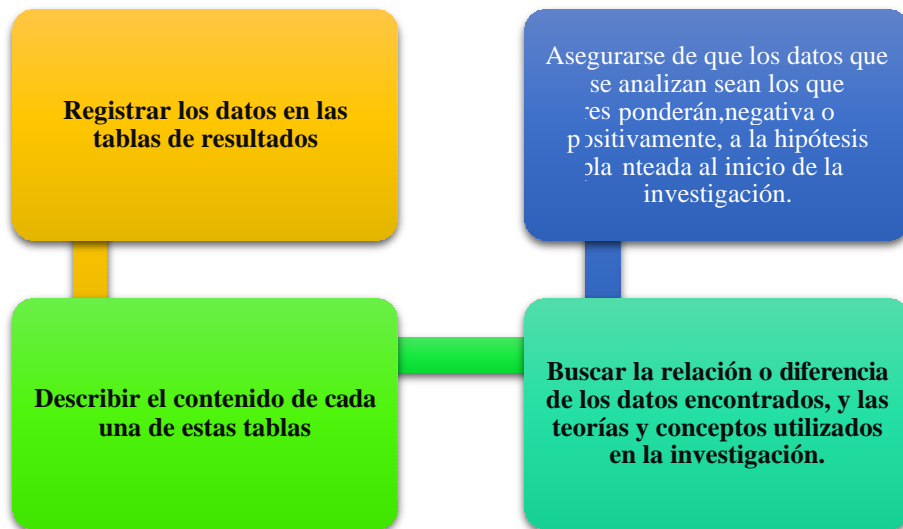 Registrar los datos en las
tablas de resultados
Describir el contenido de cada
una de estas tablas
Buscar la relación o diferencia
de los datos encontrados, y las
teorías y conceptos utilizados
en la investigación.
Asegurarse de que los datos que
se analizan sean los que
res ponderán,negativa o
positivamente, a la hipótesis
pla nteada al inicio de la
investigación.